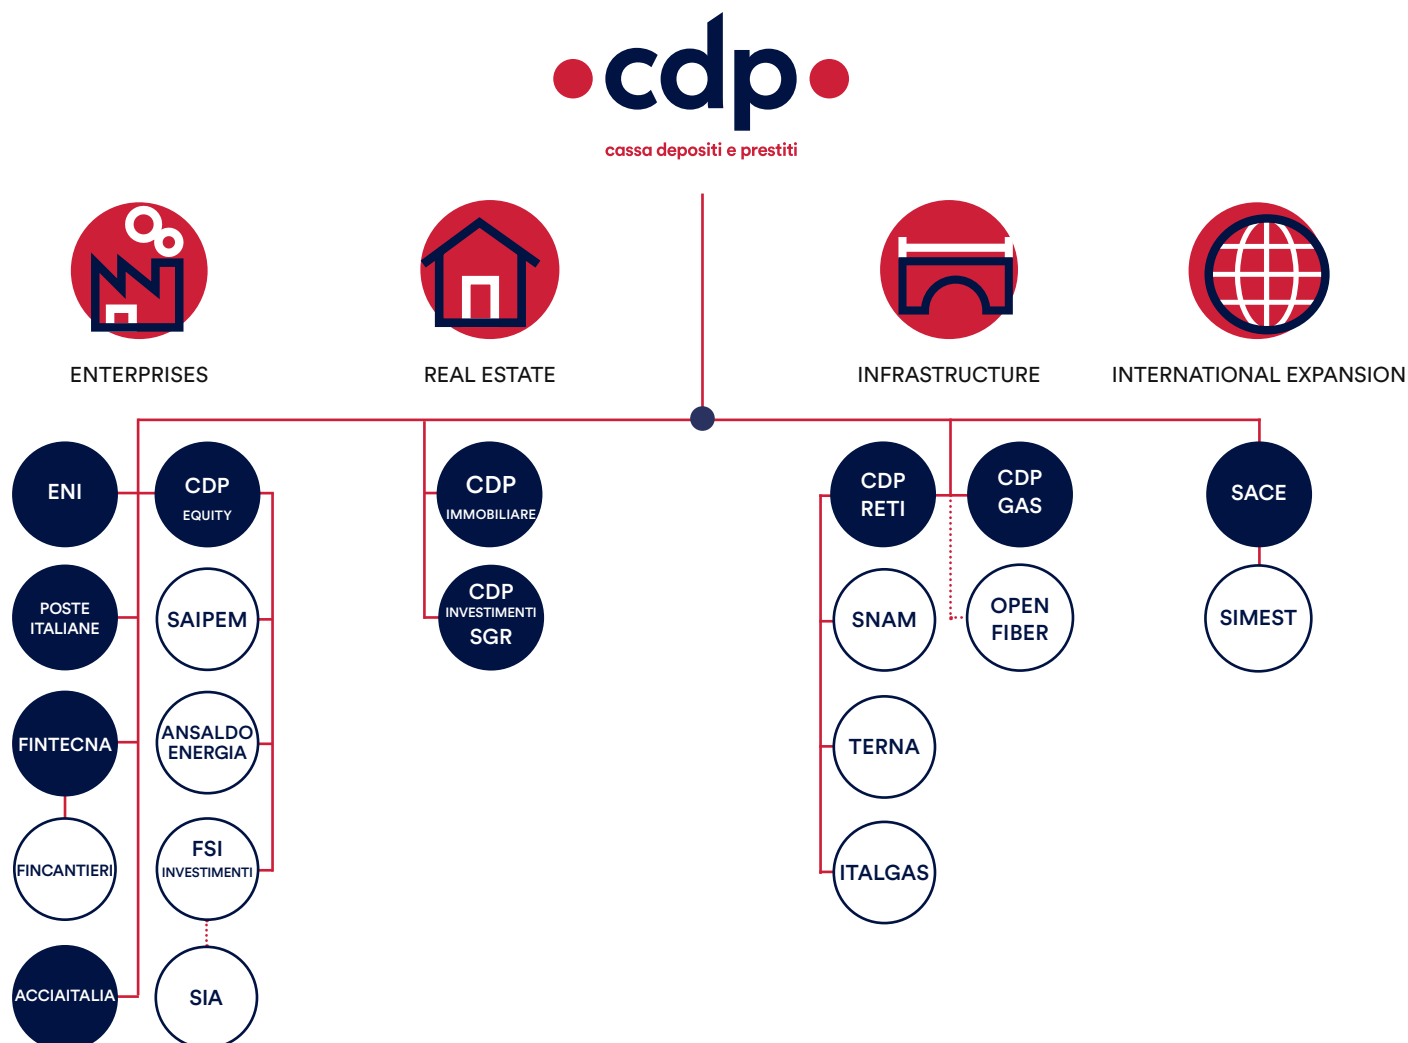 cdp
cassa depositi e prestiti
ENTERPRISES
REAL ESTATE
INFRASTRUCTURE
INTERNATIONAL EXPANSION
ENI
CDP
EQUITY
POSTE
ITALIANE
SAIPEM
FINTECNA
ANSALDO
ENERGIA
FINCANTIERI
FSI
INVESTIMENTI
ACCIAITALIA
SIA
CDP
IMMOBILIARE
CDP
INVESTIMENTI
SGR
CDP
RETI
CDP
GAS
SNAM
OPEN
FIBER
TERNA
ITALGAS
SACE
SIMEST